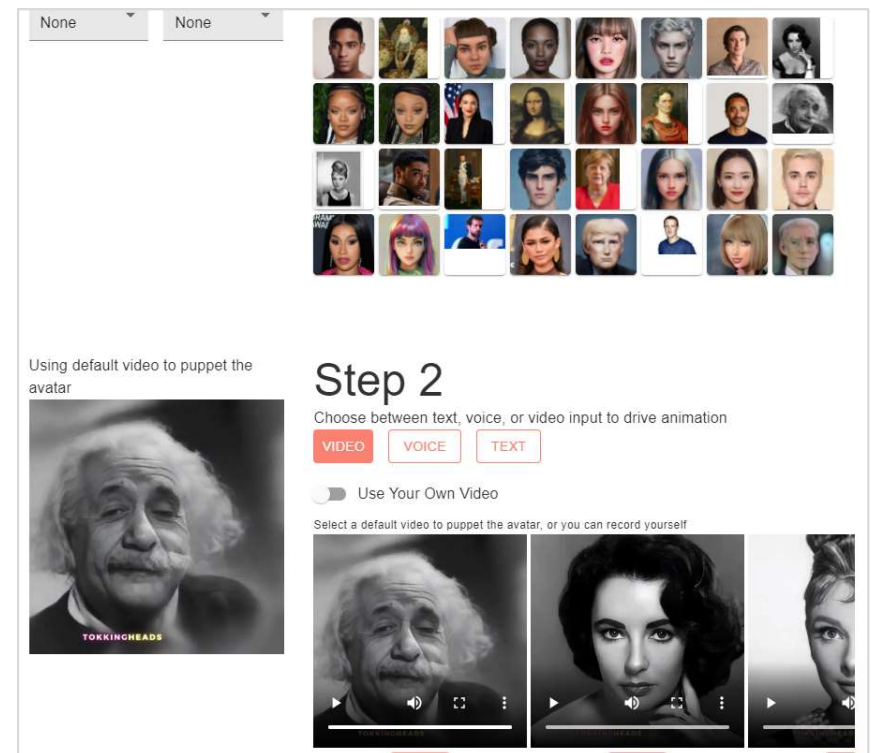 None
None
Using default video to puppet the
avatar
TOKKINGHEADS
Step 2
Choose between text, voice, or video input to drive animation
VIDEO
VOICE
TEXT
Use Your Own Video
Select a default video to puppet the avatar, or you can record yourself